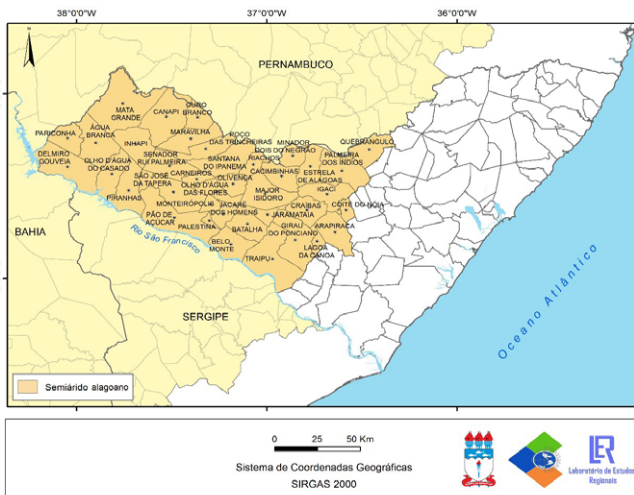 38°0'0"W
37°0'0"W
36°0'0"W
N
PERNAMBUCO
OURO
BRANCO
MATA
GRANDE
CANAPI
PARICONHA
ÁGUA
BRANCA
MARAVILHA
POÇO
DAS TRINCHEIRAS
MINADOR
DO NEGRÃO
QUEBRANGULO
INHAPI
DOIS
RIACHOS
PALMEIRA
DOS ÍNDIOS
DELMIRO
GOUVEIA
OLHO D'ÁGUA
DO CASADO
SENADOR
RUI PALMEIRA
SANTANA
DO IPANEMA
CACIMBINHAS
ESTRELA
DE ALAGOAS
SÃO JOSÉ
DA TAPERA
CARNEIROS
OLIVENÇA
OLHO D'ÁGUA
DAS FLORES
MAJOR
ISIDORO
IGACI
PIRANHAS
MONTEIRÓPOLIS
JACARÉ
DOS HOMENS
CRAÍBAS
COITÉ DO NÓIA
PÃO DE
AÇUCAR
JARAMATAIA
PALESTINA
BATALHA
GIRAU
DO PONCIANO
ARAPIRACA
BELO
MONTE
LAGOA
DA CANOA
TRAIPU
BAHIA
Rio São Francisco
SERGIPE
Oceano Atlântico
Semiárido alagoano
0 25 50 Km
Sistema de Coordenadas Geográficas
SIRGAS 2000
LER
Laboratório de Estudos
Regionais